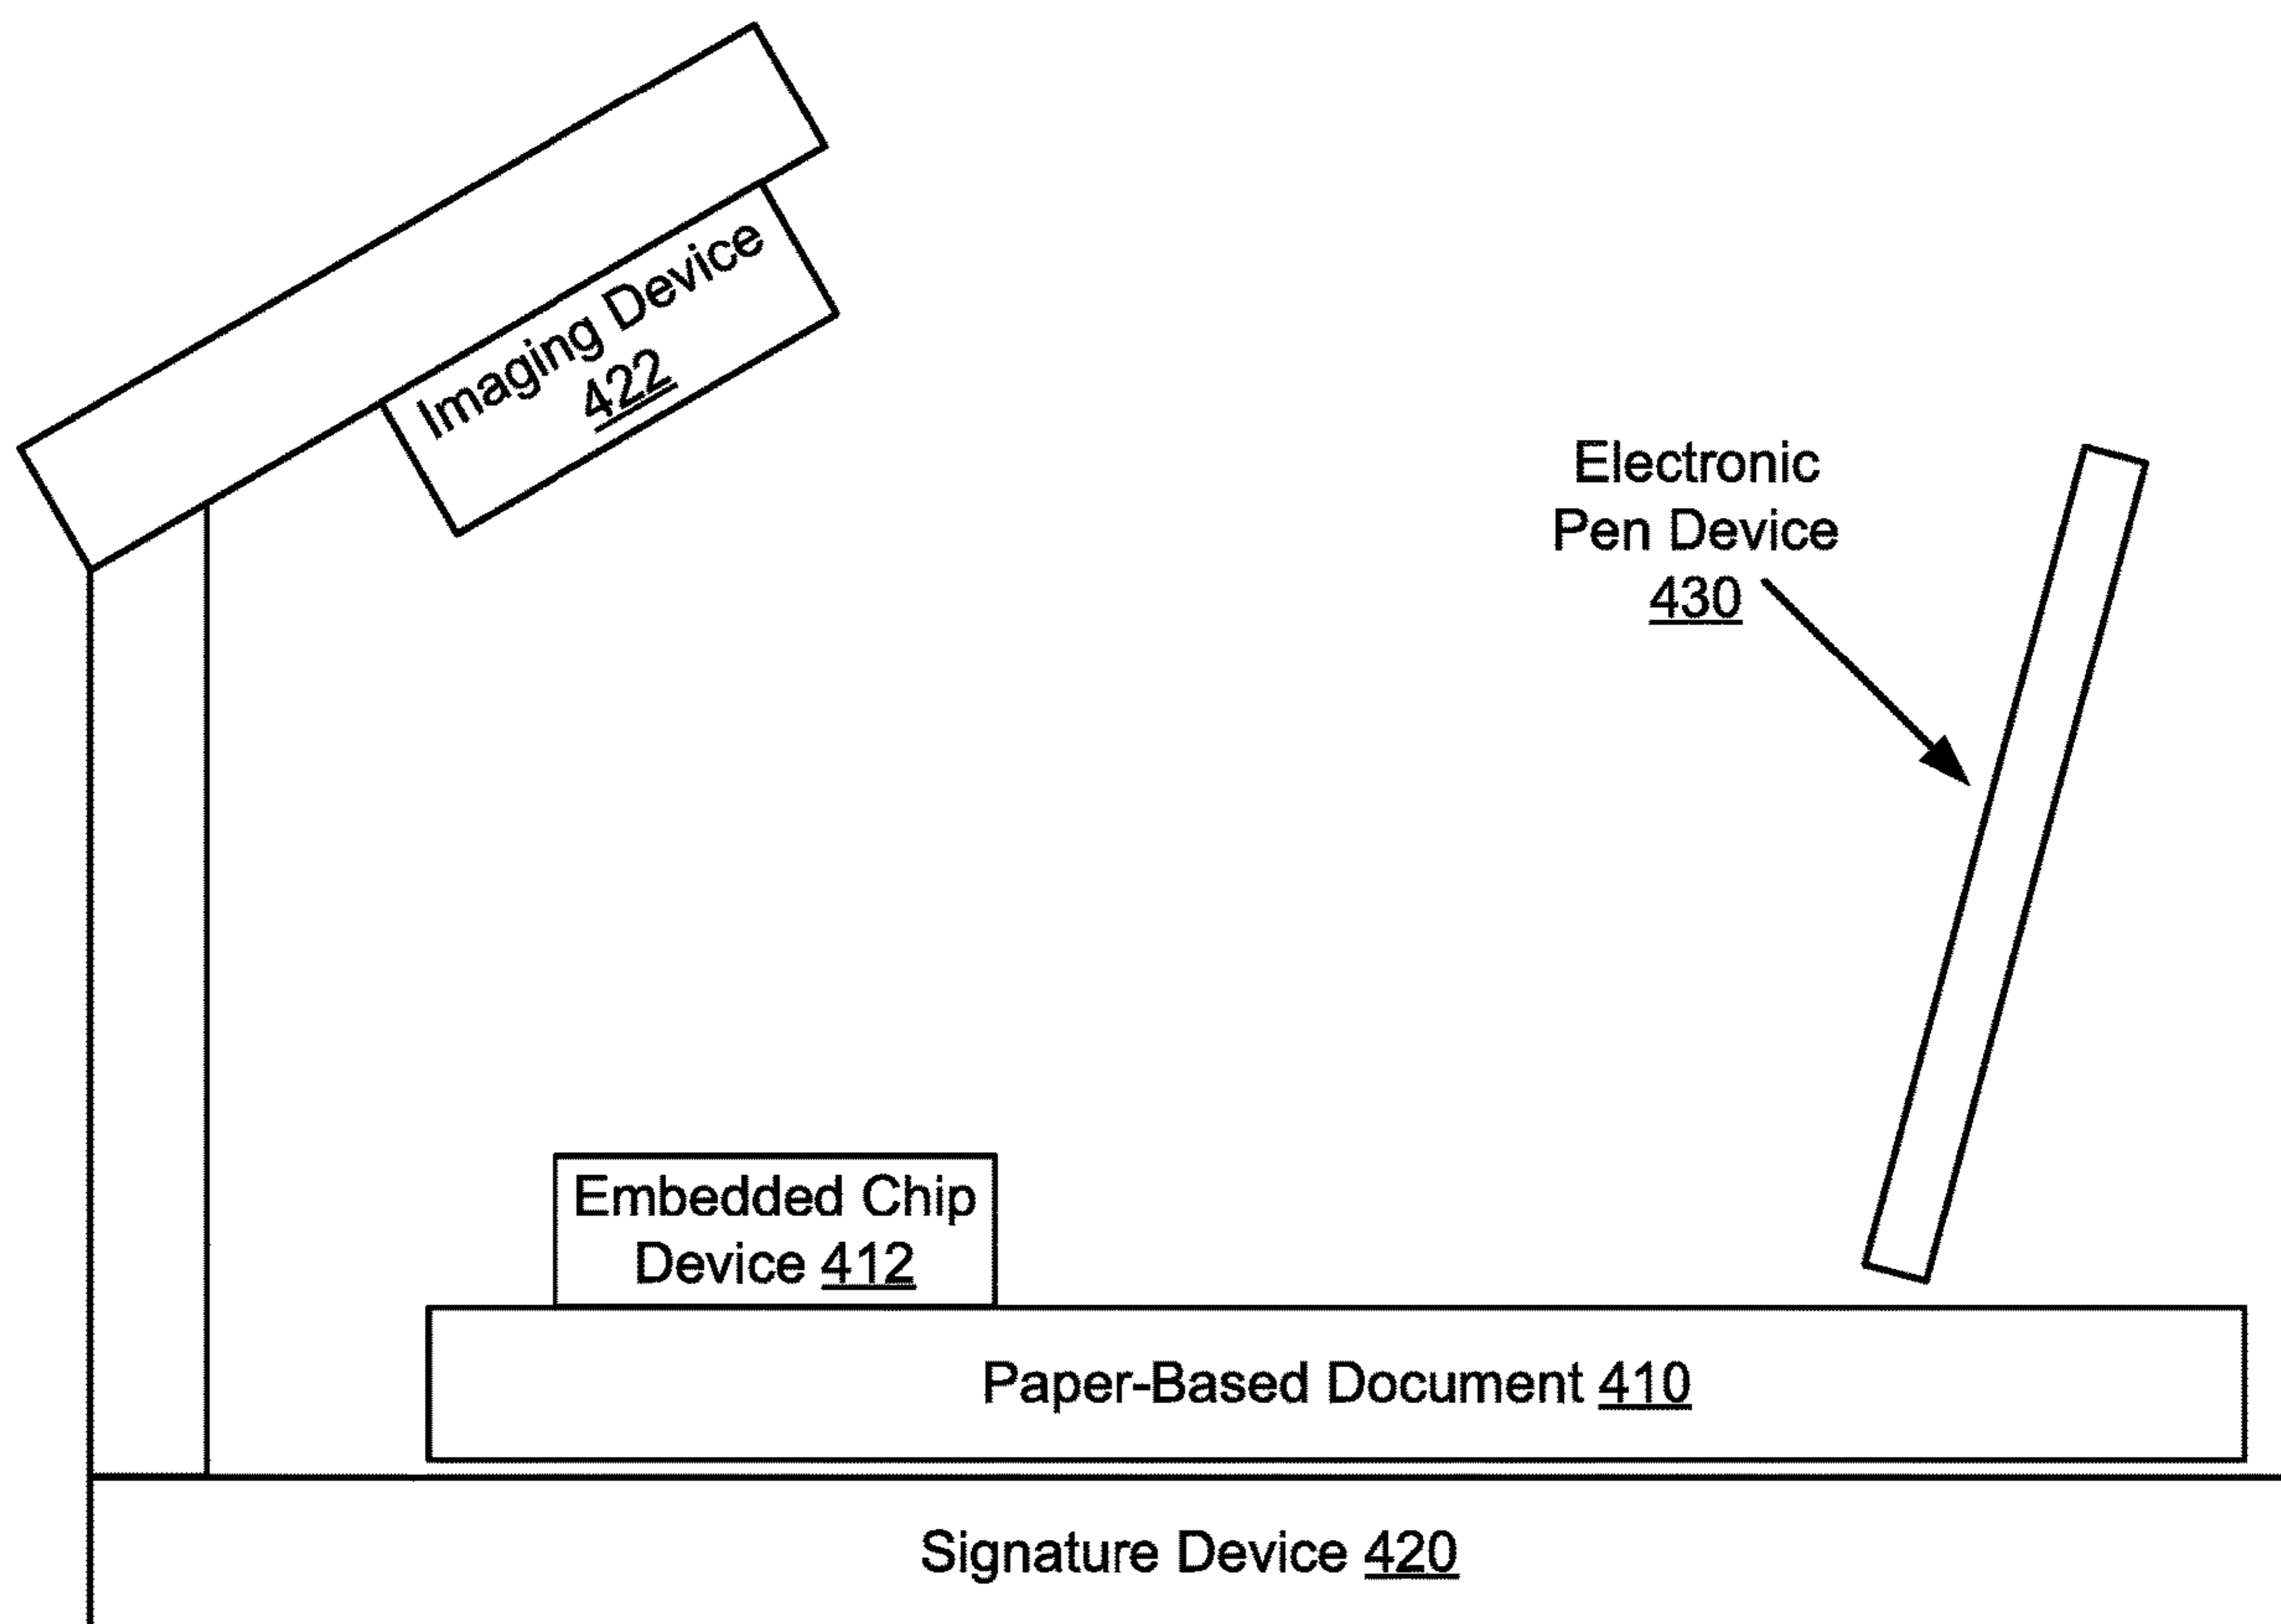 Imaging Device
422
Electronic
Pen Device
430
Embedded Chip
Device 412
Paper-Based Document 410
Signature Device 420